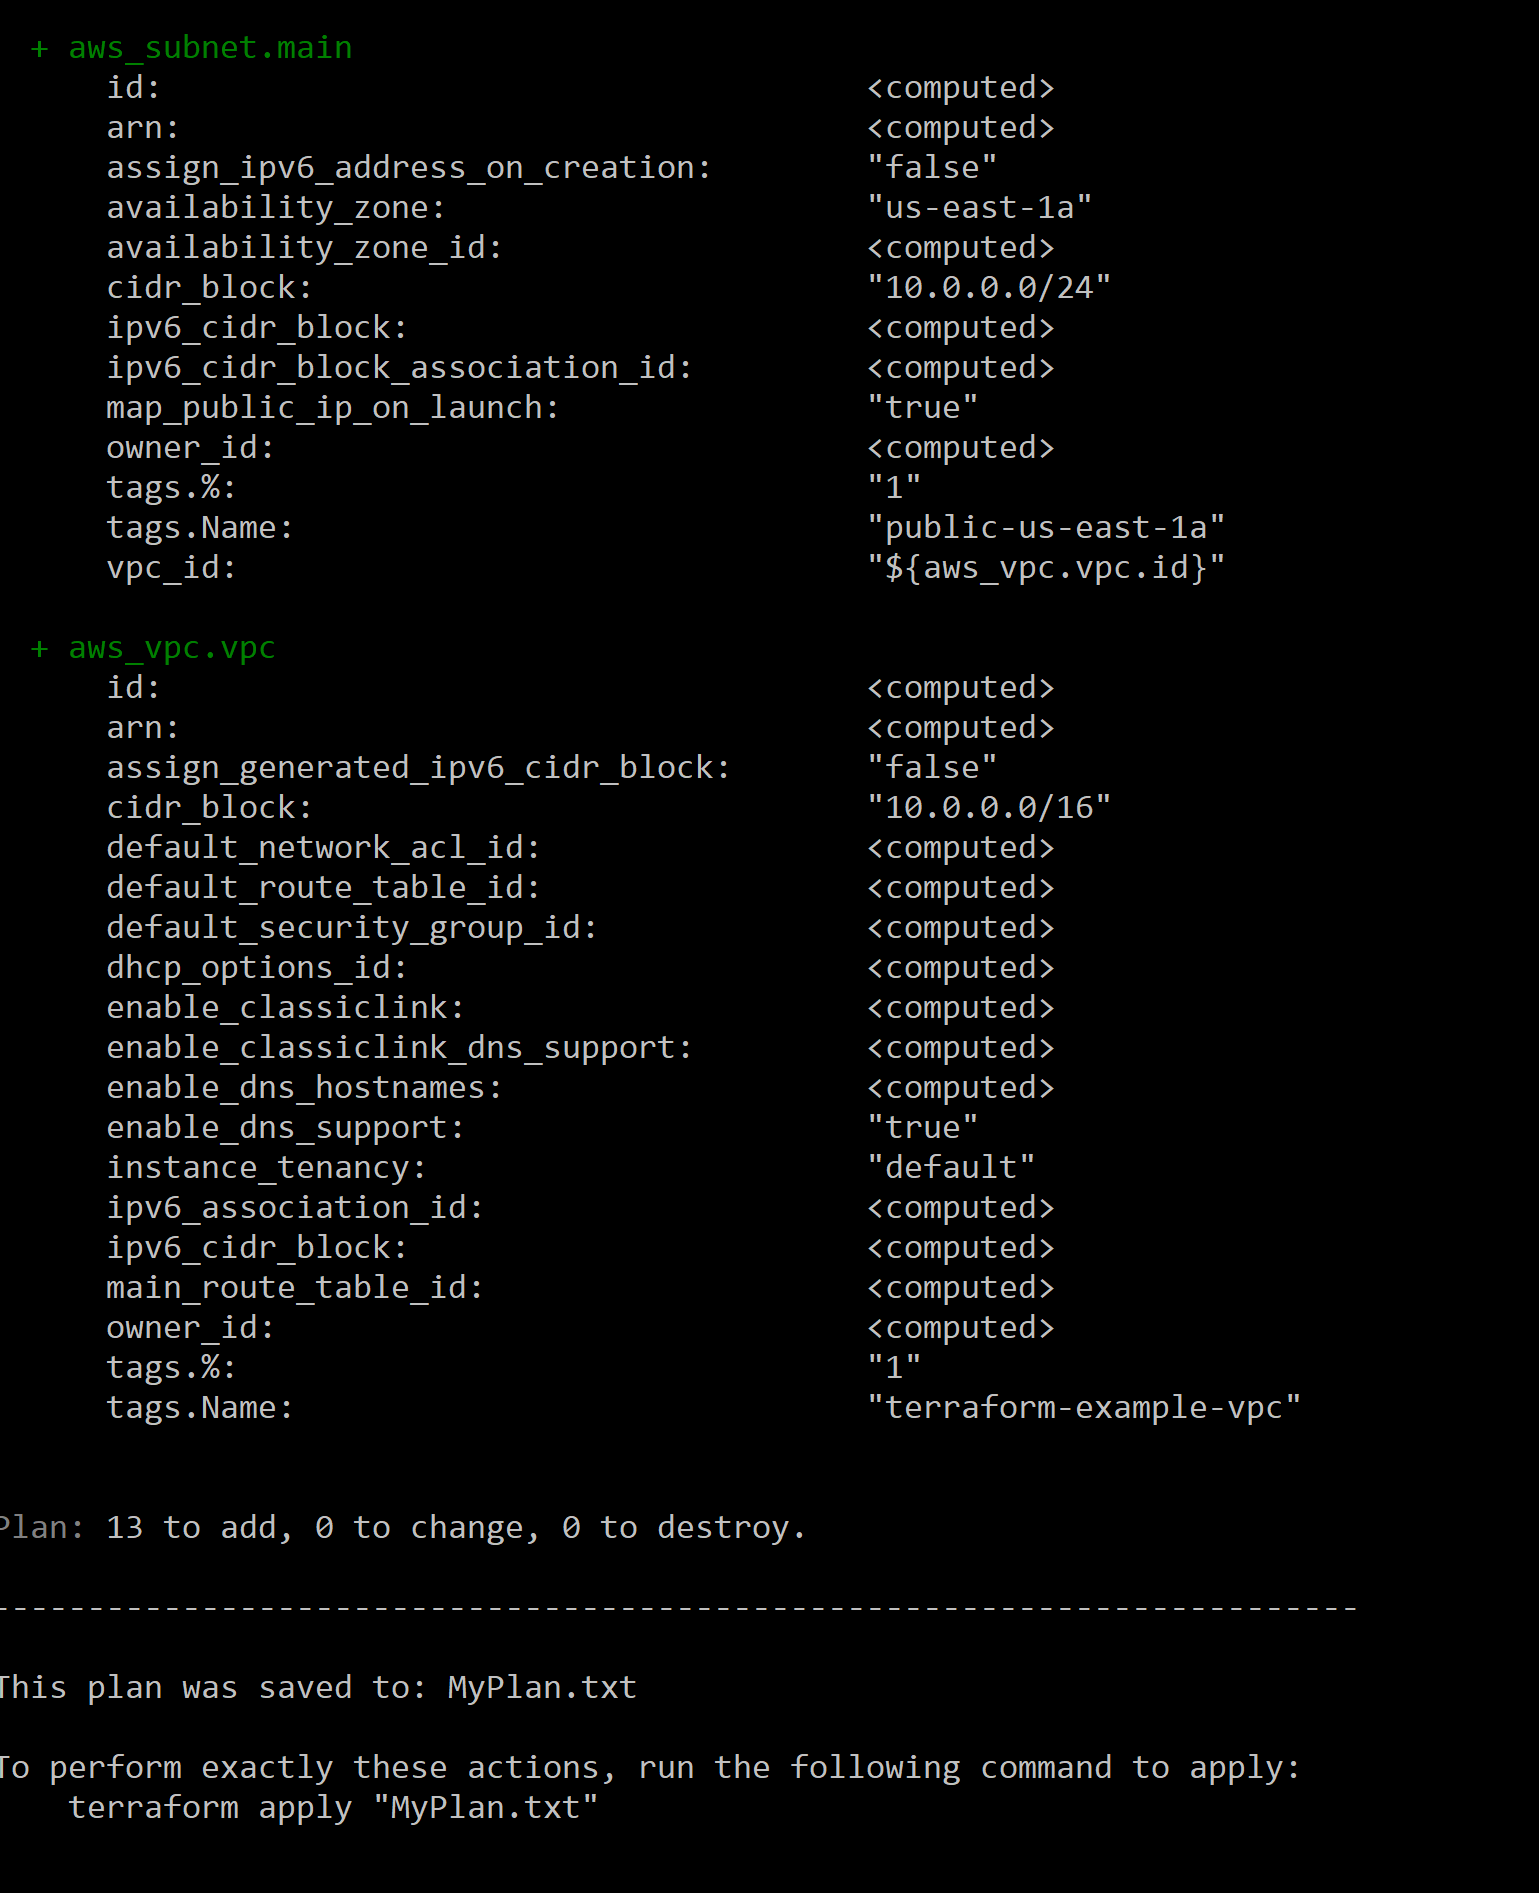 + aws_subnet.main
id: <computed>
arn: <computed>
assign_ipv6_address_on_creation: "false"
availability_zone: "us-east-1a"
availability_zone_id: <computed>
cidr_block: "10.0.0.0/24"
ipv6_cidr_block: <computed>
ipv6_cidr_block_association_id: <computed>
map_public_ip_on_launch: "true"
owner_id: <computed>
tags.%: "1"
tags.Name: "public-us-east-1a"
vpc_id: "${aws_vpc.vpc.id}"
+ aws_vpc.vpc
id: <computed>
arn: <computed>
assign_generated_ipv6_cidr_block: "false"
cidr_block: "10.0.0.0/16"
default_network_acl_id: <computed>
default_route_table_id: <computed>
default_security_group_id: <computed>
dhcp_options_id: <computed>
enable_classiclink: <computed>
enable_classiclink_dns_support: <computed>
enable_dns_hostnames: <computed>
enable_dns_support: "true"
instance_tenancy: "default"
ipv6_association_id: <computed>
ipv6_cidr_block: <computed>
main_route_table_id: <computed>
owner_id: <computed>
tags.%: "1"
tags.Name: "terraform-example-vpc"
Plan: 13 to add, 0 to change, 0 to destroy.
------------------------------------------------------------------------
This plan was saved to: MyPlan.txt
To perform exactly these actions, run the following command to apply:
terraform apply "MyPlan.txt"